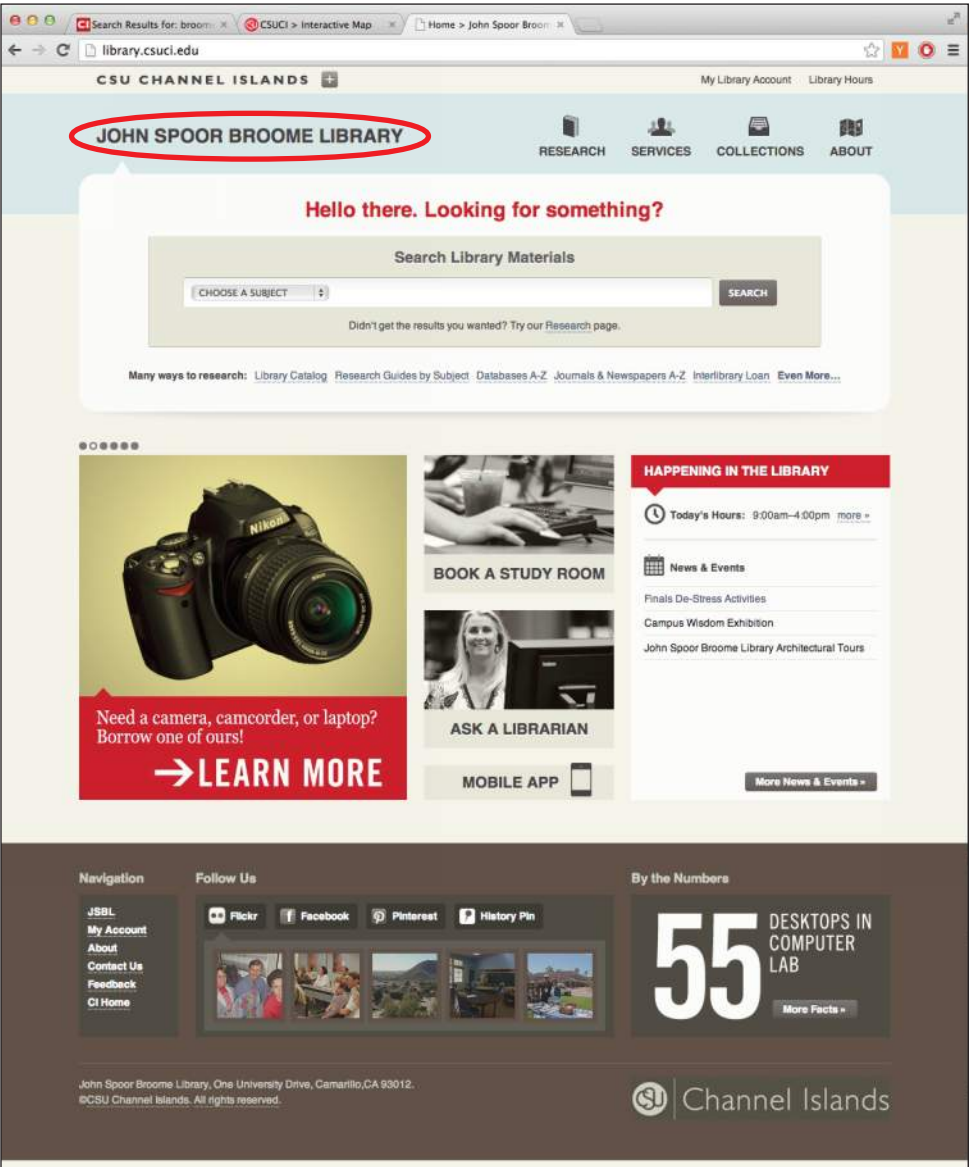 Search Results for: broom
CSUCI > Interactive Map
Home > John Spoor Broom
library.csuci.edu
CSU CHANNEL ISLANDS +
My Library Account Library Hours
JOHN SPOOR BROOME LIBRARY
RESEARCH SERVICES COLLECTIONS ABOUT
Hello there. Looking for something?
Search Library Materials
CHOOSE A SUBJECT
SEARCH
Didn't get the results you wanted? Try our Research page.
Many ways to research: Library Catalog Research Guides by Subject Databases A-Z Journals & Newspapers A-Z Interlibrary Loan Even More...
Nikon
Need a camera, camcorder, or laptop?
Borrow one of ours!
→LEARN MORE
BOOK A STUDY ROOM
ASK A LIBRARIAN
MOBILE APP
HAPPENING IN THE LIBRARY
Today's Hours: 9:00am–4:00pm more »
News & Events
Finals De-Stress Activities
Campus Wisdom Exhibition
John Spoor Broome Library Architectural Tours
More News & Events »
Navigation
JSBL
My Account
About
Contact Us
Feedback
CI Home
Follow Us
Flickr Facebook Pinterest History Pin
By the Numbers
55
DESKTOPS IN
COMPUTER
LAB
More Facts »
John Spoor Broome Library, One University Drive, Camarillo,CA 93012.
©CSU Channel Islands. All rights reserved.
CSU Channel Islands